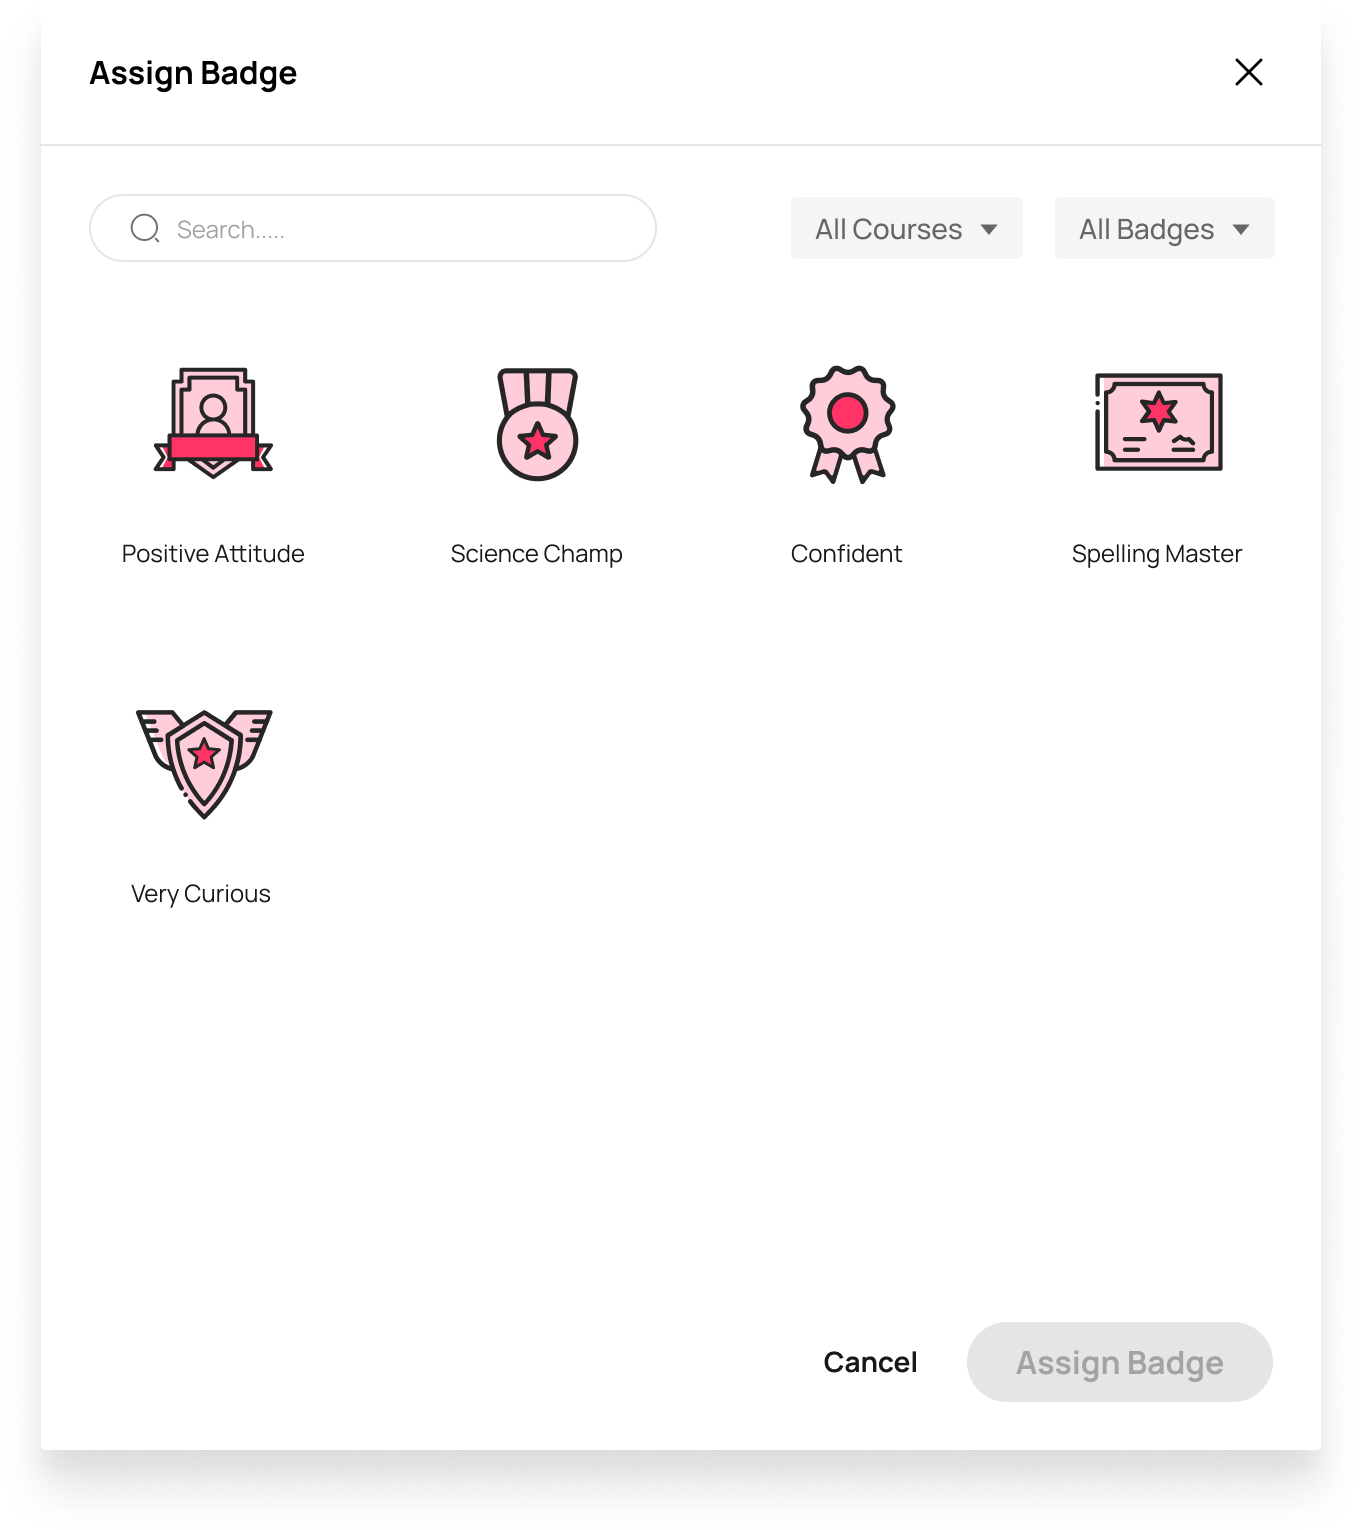 Assign Badge
Search.....
All Courses
All Badges
Positive Attitude
Science Champ
Confident
Spelling Master
Very Curious
Cancel
Assign Badge